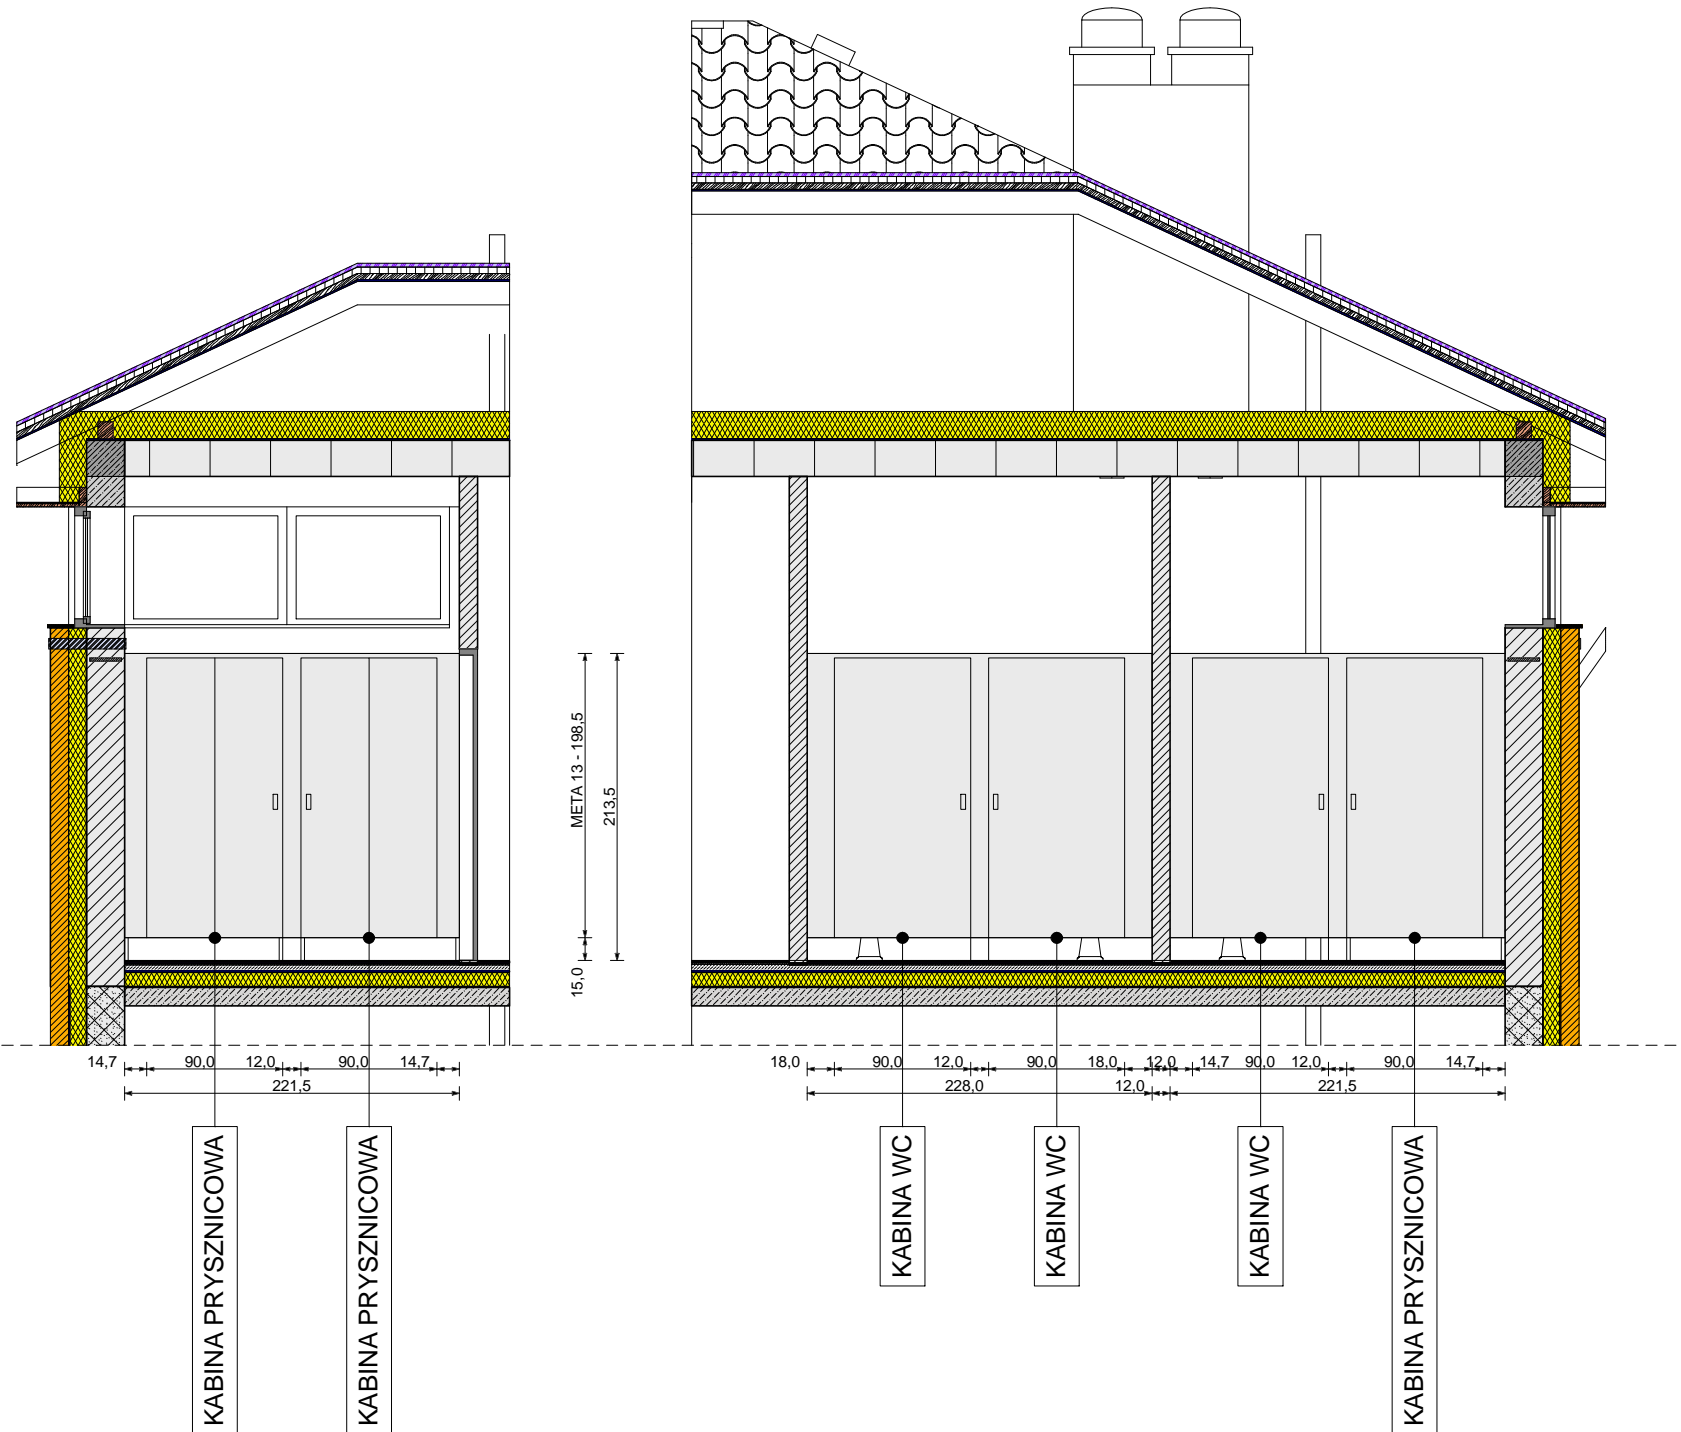 META 13 - 198,5
213,5
15,0
14,7 90,0 12,0 90,0 14,7
221,5
18,0 90,0 12,0 90,0 18,0 12,0 14,7 90,0 12,0 90,0 14,7
228,0 12,0 221,5
KABINA PRYSZNICOWA
KABINA PRYSZNICOWA
KABINA WC
KABINA WC
KABINA WC
KABINA PRYSZNICOWA